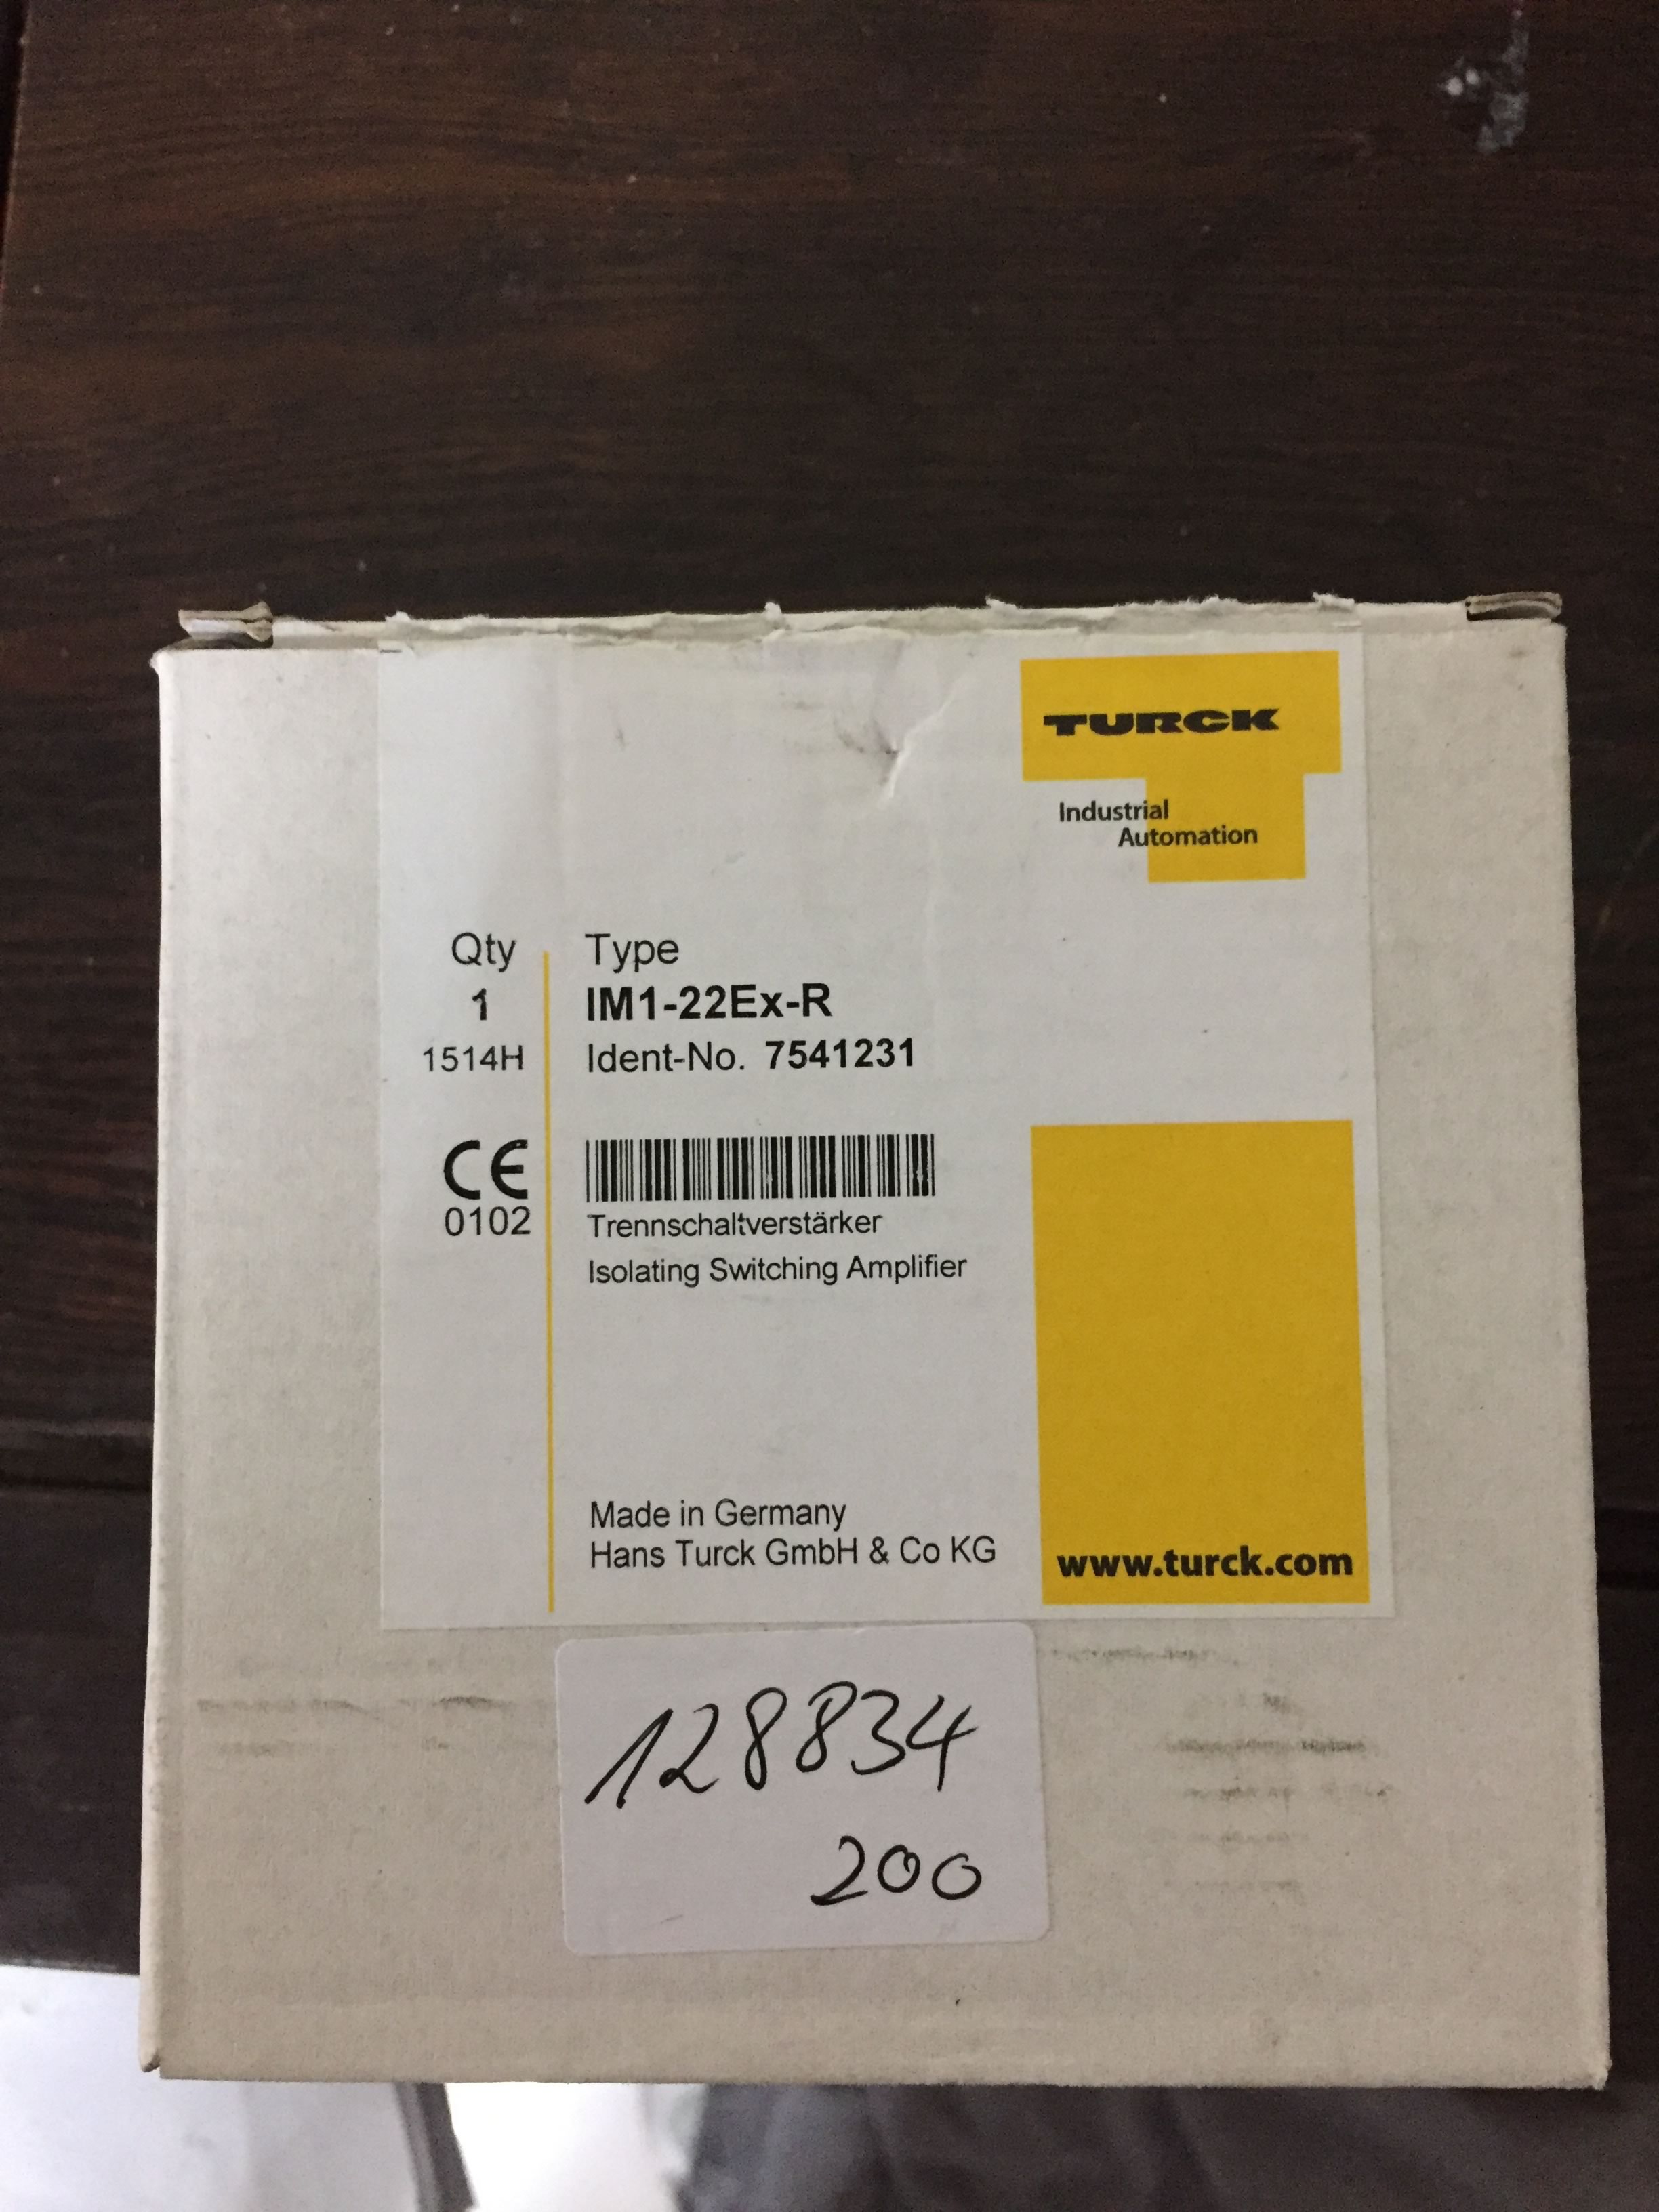 TURCK
Industrial
Automation
Qty Type
1 IM1-22Ex-R
1514H Ident-No. 7541231
CE
0102
Trennschaltverstärker
Isolating Switching Amplifier
Made in Germany
Hans Turck GmbH & Co KG
www.turck.com
128834
200